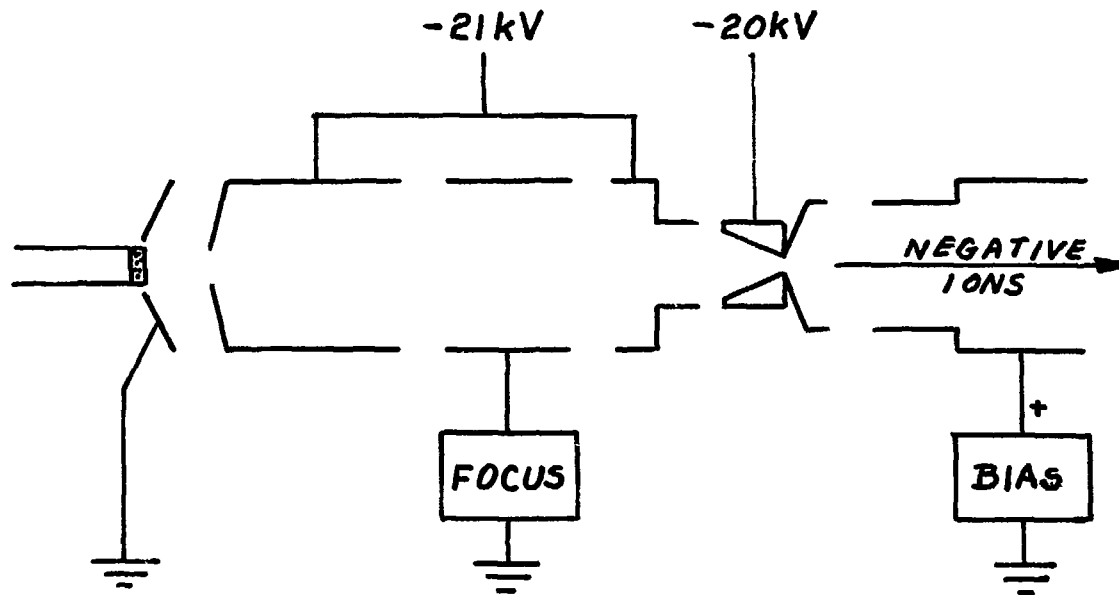 -21kV
-20kV
NEGATIVE
IONS
+
FOCUS
BIAS